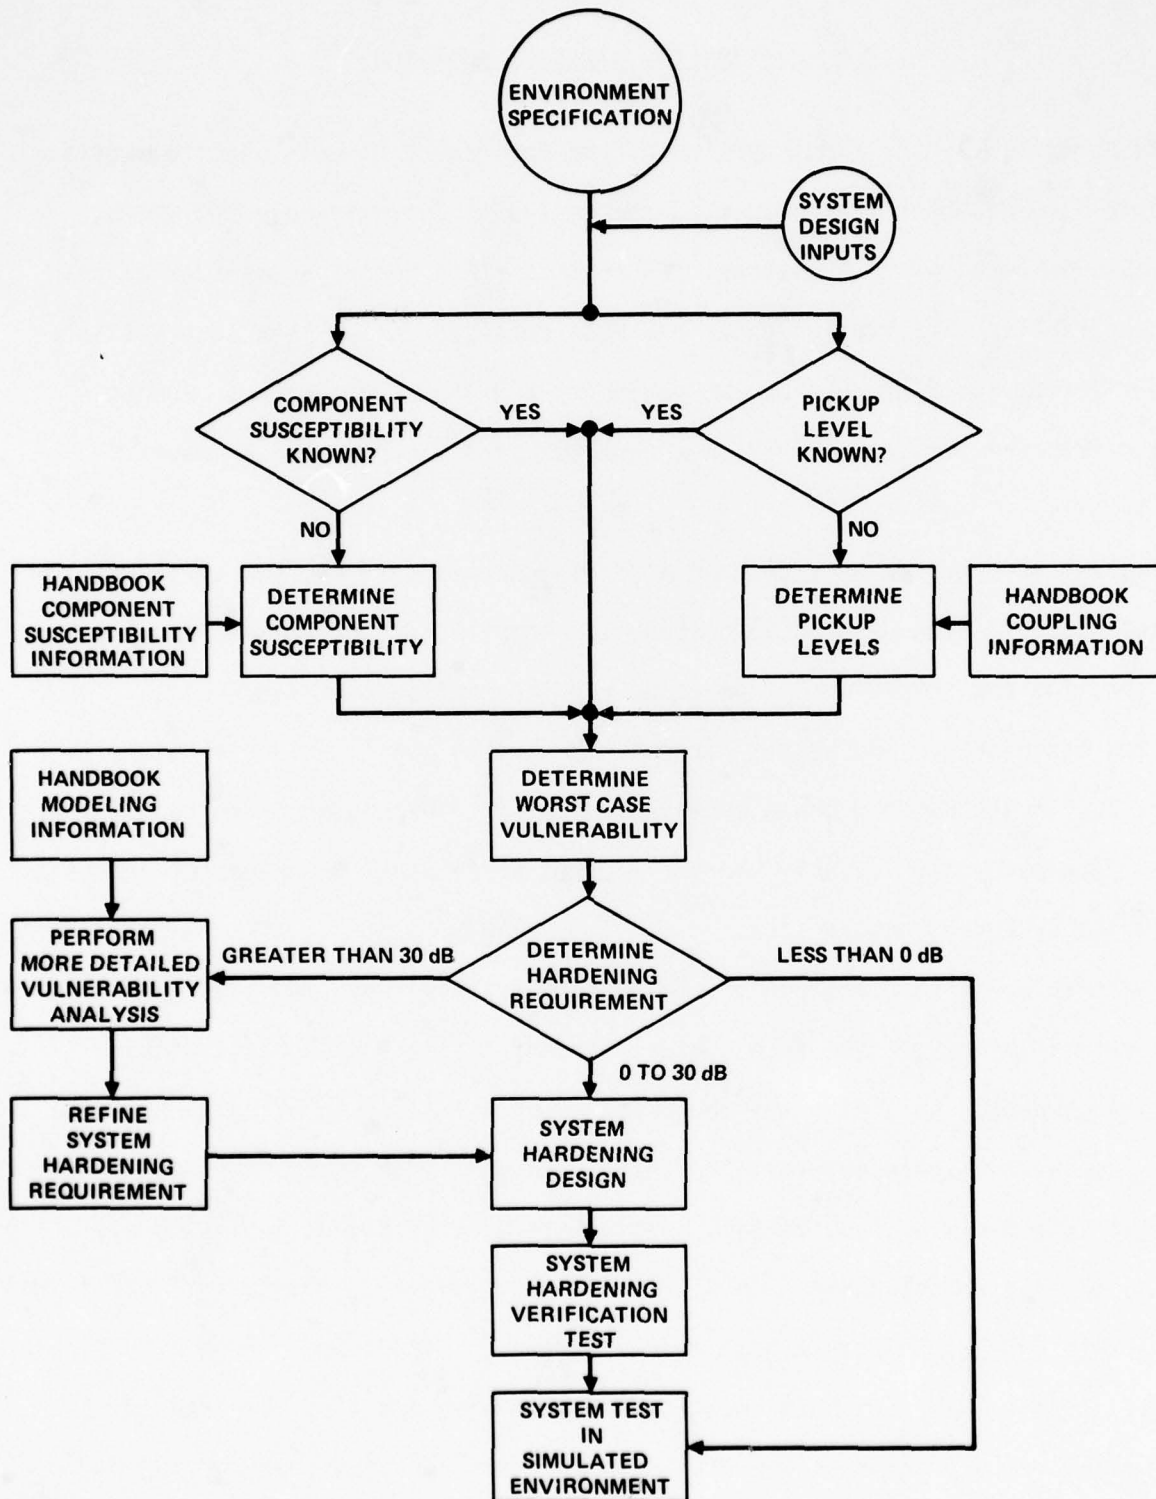 ENVIRONMENT
SPECIFICATION
SYSTEM
DESIGN
INPUTS
COMPONENT
SUSCEPTIBILITY
KNOWN?
YES
YES
PICKUP
LEVEL
KNOWN?
NO
NO
HANDBOOK
COMPONENT
SUSCEPTIBILITY
INFORMATION
DETERMINE
COMPONENT
SUSCEPTIBILITY
DETERMINE
PICKUP
LEVELS
HANDBOOK
COUPLING
INFORMATION
HANDBOOK
MODELING
INFORMATION
DETERMINE
WORST CASE
VULNERABILITY
PERFORM
MORE DETAILED
VULNERABILITY
ANALYSIS
GREATER THAN 30 dB
DETERMINE
HARDENING
REQUIREMENT
LESS THAN 0 dB
0 TO 30 dB
REFINE
SYSTEM
HARDENING
REQUIREMENT
SYSTEM
HARDENING
DESIGN
SYSTEM
HARDENING
VERIFICATION
TEST
SYSTEM TEST
IN
SIMULATED
ENVIRONMENT